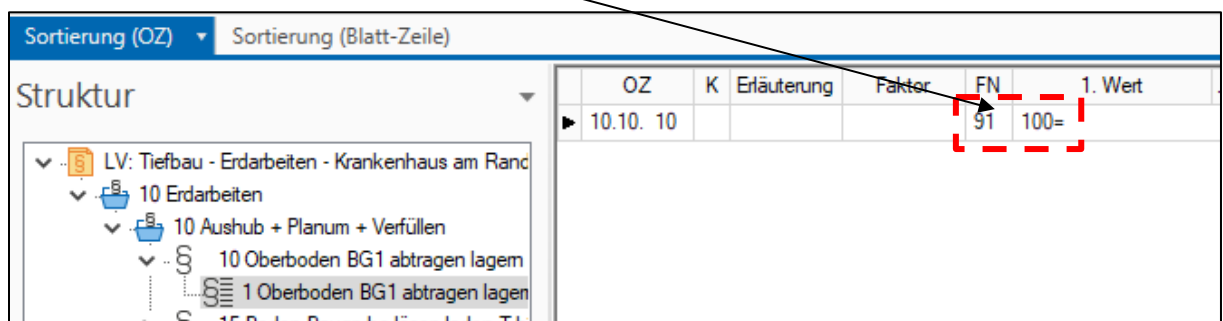 Sortierung (OZ) Sortierung (Blatt-Zeile)
Struktur
OZ K Erläuterung Faktor FN 1. Wert
10.10. 10 91 100=
LV: Tiefbau - Erdarbeiten - Krankenhaus am Rand
10 Erdarbeiten
10 Aushub + Planum + Verfüllen
10 Oberboden BG1 abtragen lagern
1 Oberboden BG1 abtragen lagern